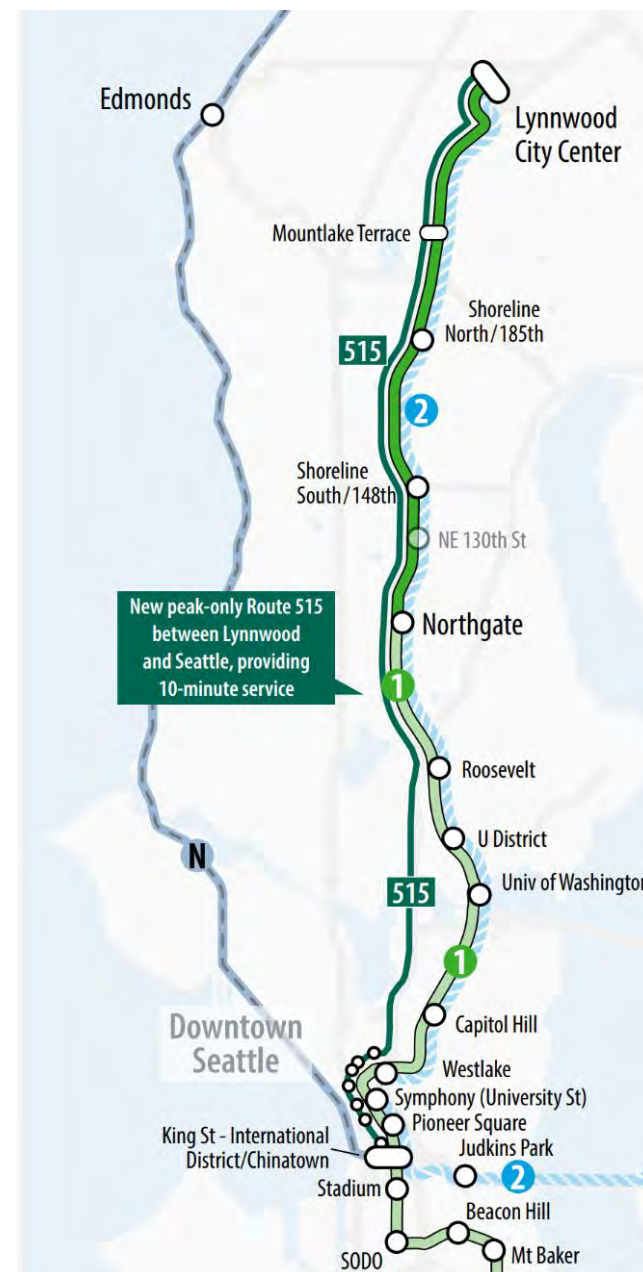 Edmonds
Lynnwood
City Center
Mountlake Terrace
Shoreline
North/185th
515
2
Shoreline
South/148th
NE 130th St
New peak-only Route 515
between Lynnwood
and Seattle, providing
10-minute service
Northgate
1
Roosevelt
U District
N
515
Univ of Washington
1
Capitol Hill
Downtown
Seattle
Westlake
Symphony (University St)
Pioneer Square
King St - International
District/Chinatown
Judkins Park
2
Stadium
Beacon Hill
SODO
Mt Baker